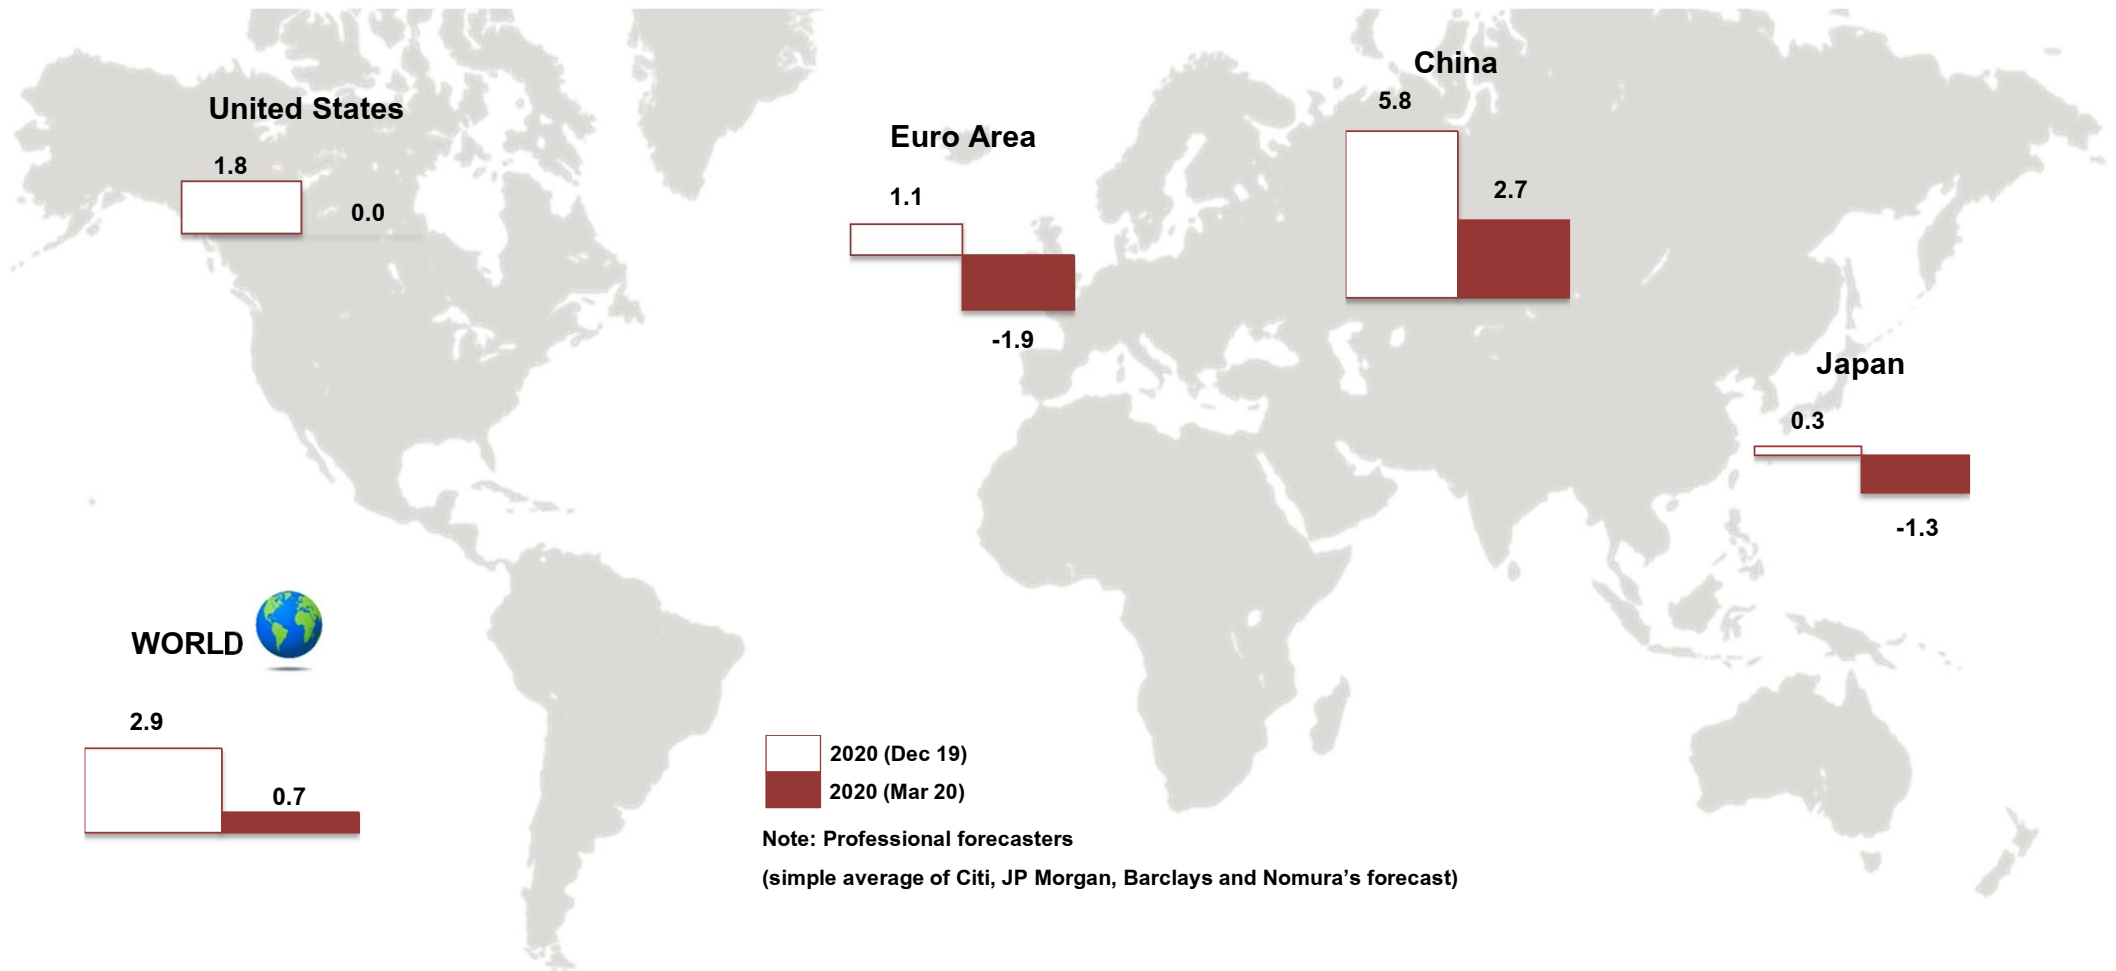 China
5.8
2.7
United States
1.8
0.0
Euro Area
1.1
-1.9
Japan
0.3
-1.3
WORLD
2.9
0.7
2020 (Dec 19)
2020 (Mar 20)
Note: Professional forecasters
(simple average of Citi, JP Morgan, Barclays and Nomura’s forecast)